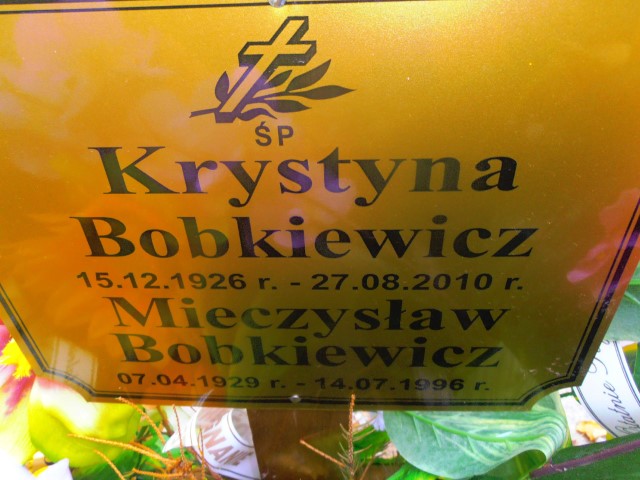 ŚP
Krystyna
Bobkiewicz
15.12.1926 r. - 27.08.2010 r.
Mieczysław
Bobkiewicz
07.04.1929 r. - 14.07.1996 r.